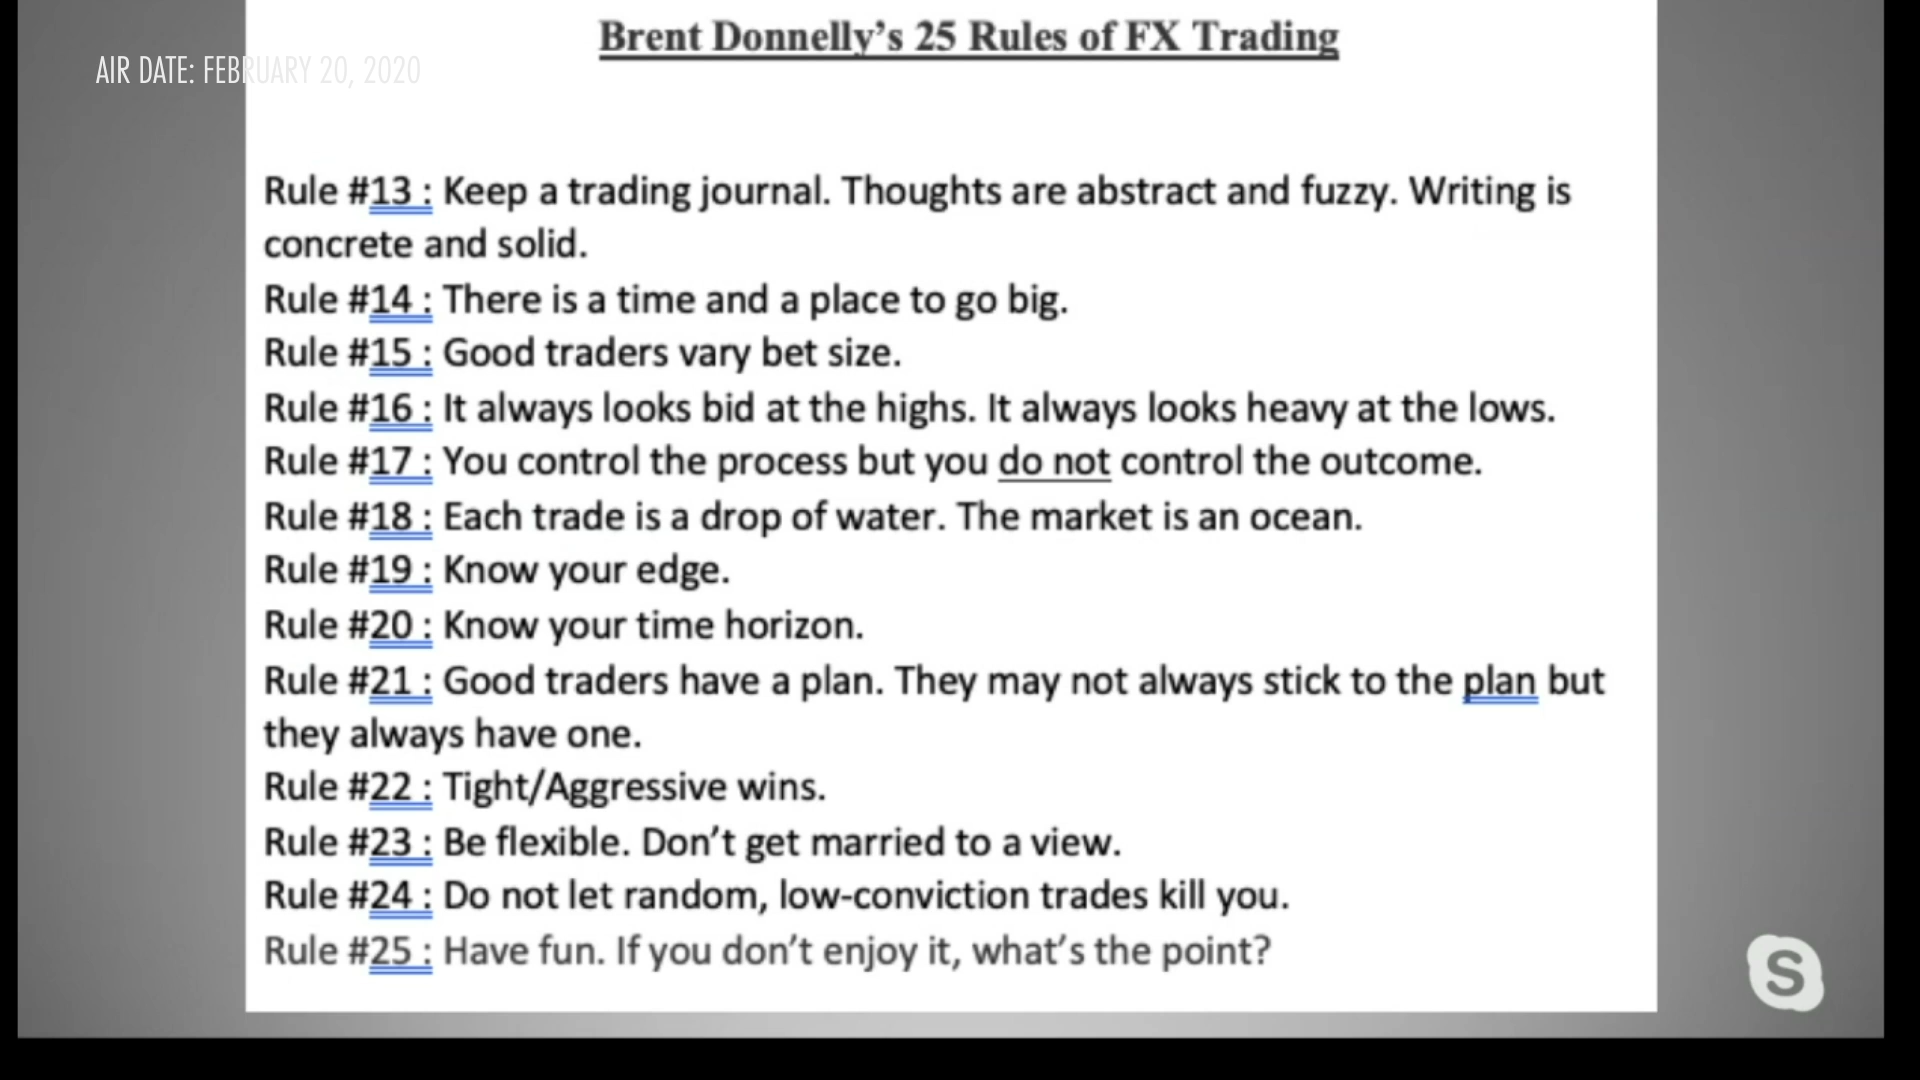 Brent Donnelly’s 25 Rules of FX Trading
AIR DATE: FEBRUARY 20, 2020
Rule #13 : Keep a trading journal. Thoughts are abstract and fuzzy. Writing is
concrete and solid.
Rule #14 : There is a time and a place to go big.
Rule #15 : Good traders vary bet size.
Rule #16 : It always looks bid at the highs. It always looks heavy at the lows.
Rule #17 : You control the process but you do not control the outcome.
Rule #18 : Each trade is a drop of water. The market is an ocean.
Rule #19 : Know your edge.
Rule #20 : Know your time horizon.
Rule #21 : Good traders have a plan. They may not always stick to the plan but
they always have one.
Rule #22 : Tight/Aggressive wins.
Rule #23 : Be flexible. Don’t get married to a view.
Rule #24 : Do not let random, low-conviction trades kill you.
Rule #25 : Have fun. If you don’t enjoy it, what’s the point?
S